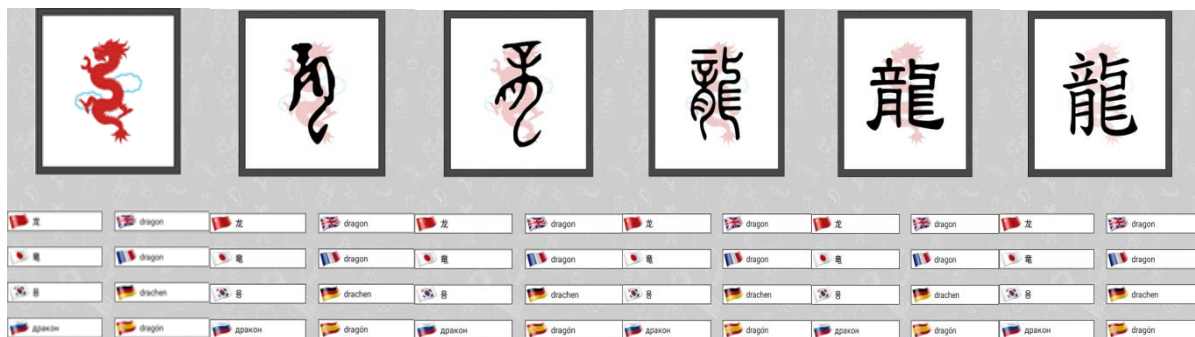 龍 龍
龙 dragon 龙 dragon 龙 dragon 龙 dragon 龙 dragon 龙 dragon
竜 dragon 竜 dragon 竜 dragon 竜 dragon 竜 dragon 竜 dragon
용 drachen 용 drachen 용 drachen 용 drachen 용 drachen 용 drachen
дракон dragón дракон dragón дракон dragón дракон dragón дракон dragón дракон dragón